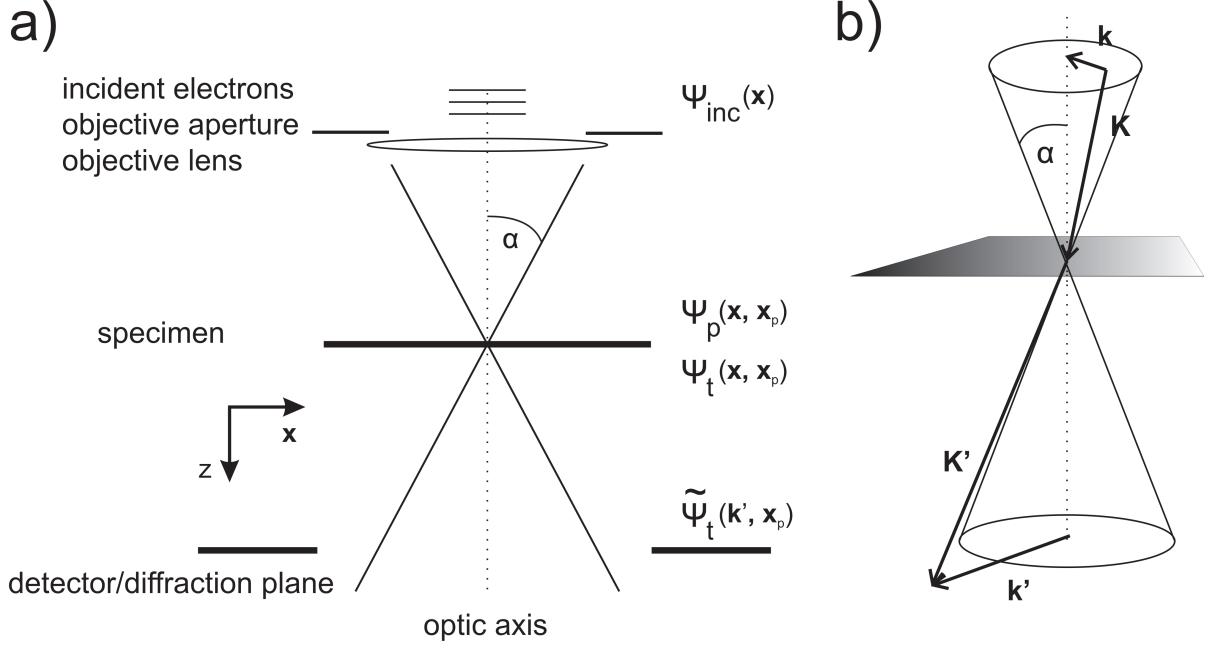 a)
incident electrons
objective aperture
objective lens
Ψinc(x)
α
specimen
Ψp(x, xp)
Ψt(x, xp)
x
z
Ψ̃t(k', xp)
detector/diffraction plane
optic axis
b)
k
K
α
K'
k'